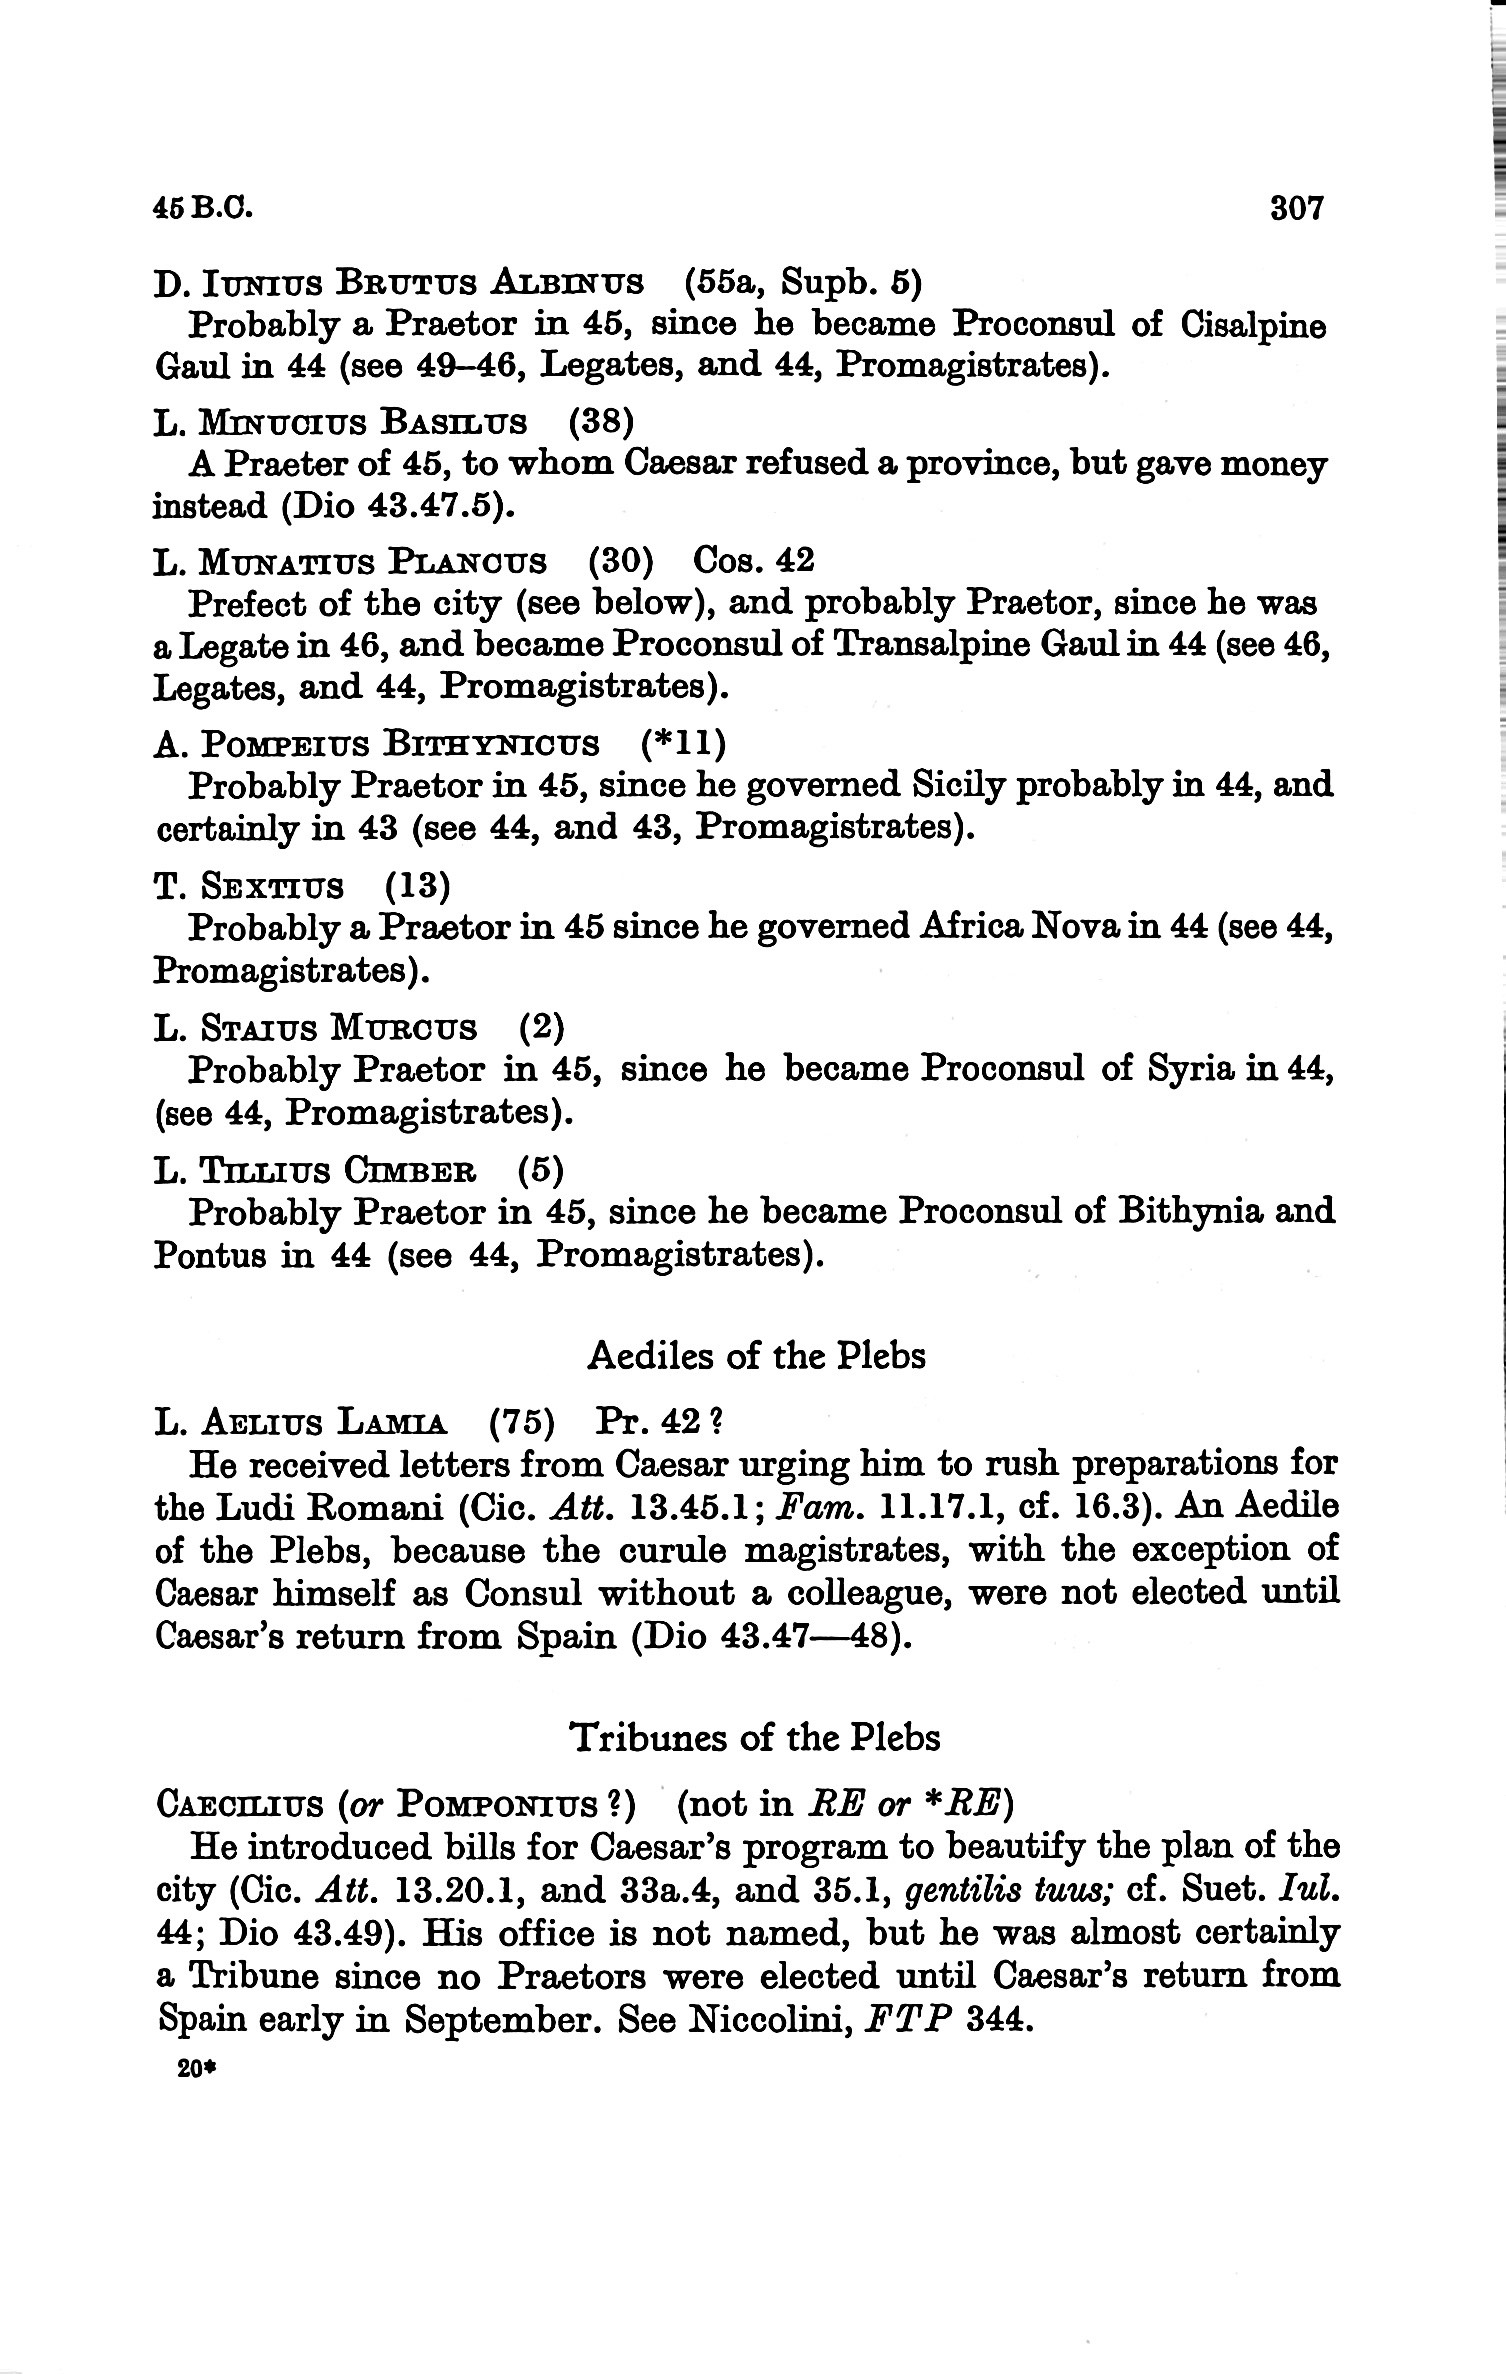 45 B.C. 307
D. IUNIUS BRUTUS ALBINUS (55a, Supb. 5)
Probably a Praetor in 45, since he became Proconsul of Cisalpine
Gaul in 44 (see 49–46, Legates, and 44, Promagistrates).
L. MINUCIUS BASILUS (38)
A Praeter of 45, to whom Caesar refused a province, but gave money
instead (Dio 43.47.5).
L. MUNATIUS PLANCUS (30) Cos. 42
Prefect of the city (see below), and probably Praetor, since he was
a Legate in 46, and became Proconsul of Transalpine Gaul in 44 (see 46,
Legates, and 44, Promagistrates).
A. POMPEIUS BITHYNICUS (*11)
Probably Praetor in 45, since he governed Sicily probably in 44, and
certainly in 43 (see 44, and 43, Promagistrates).
T. SEXTIUS (13)
Probably a Praetor in 45 since he governed Africa Nova in 44 (see 44,
Promagistrates).
L. STAIUS MURCUS (2)
Probably Praetor in 45, since he became Proconsul of Syria in 44,
(see 44, Promagistrates).
L. TILLIUS CIMBER (5)
Probably Praetor in 45, since he became Proconsul of Bithynia and
Pontus in 44 (see 44, Promagistrates).
Aediles of the Plebs
L. AELIUS LAMIA (75) Pr. 42?
He received letters from Caesar urging him to rush preparations for
the Ludi Romani (Cic. Att. 13.45.1; Fam. 11.17.1, cf. 16.3). An Aedile
of the Plebs, because the curule magistrates, with the exception of
Caesar himself as Consul without a colleague, were not elected until
Caesar's return from Spain (Dio 43.47—48).
Tribunes of the Plebs
CAECILIUS (or POMPONIUS?) (not in RE or *RE)
He introduced bills for Caesar's program to beautify the plan of the
city (Cic. Att. 13.20.1, and 33a.4, and 35.1, gentilis tuus; cf. Suet. Iul.
44; Dio 43.49). His office is not named, but he was almost certainly
a Tribune since no Praetors were elected until Caesar's return from
Spain early in September. See Niccolini, FTP 344.
20*